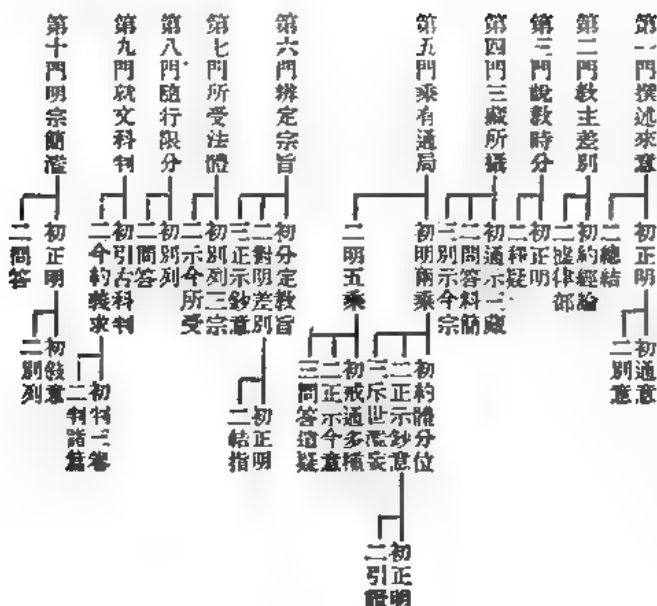 第一門撰述來意
初正明
初通意
二別意
二總結
第二門教主差別
初約經論
二據律部
第三門說教時分
初正明
二釋疑
第四門三藏所攝
初通示三藏
二問答料簡
三別示今宗
第五門乘有通局
初明兩乘
初約體分位
二正示鈔意
初正明
二引證
三斥世濫妄
二明五乘
初戒通多種
二正示今意
三問答遣疑
第六門辨定宗旨
初分定教旨
二對明差別
初正明
二結指
三正示鈔意
第七門所受法體
初別列三宗
二示今所受
第八門隨行限分
初別列
二問答
第九門就文科判
初引古科判
二今約義求
初判三卷
二判諸篇
第十門明宗簡濫
初正明
初敘意
二別列
二問答